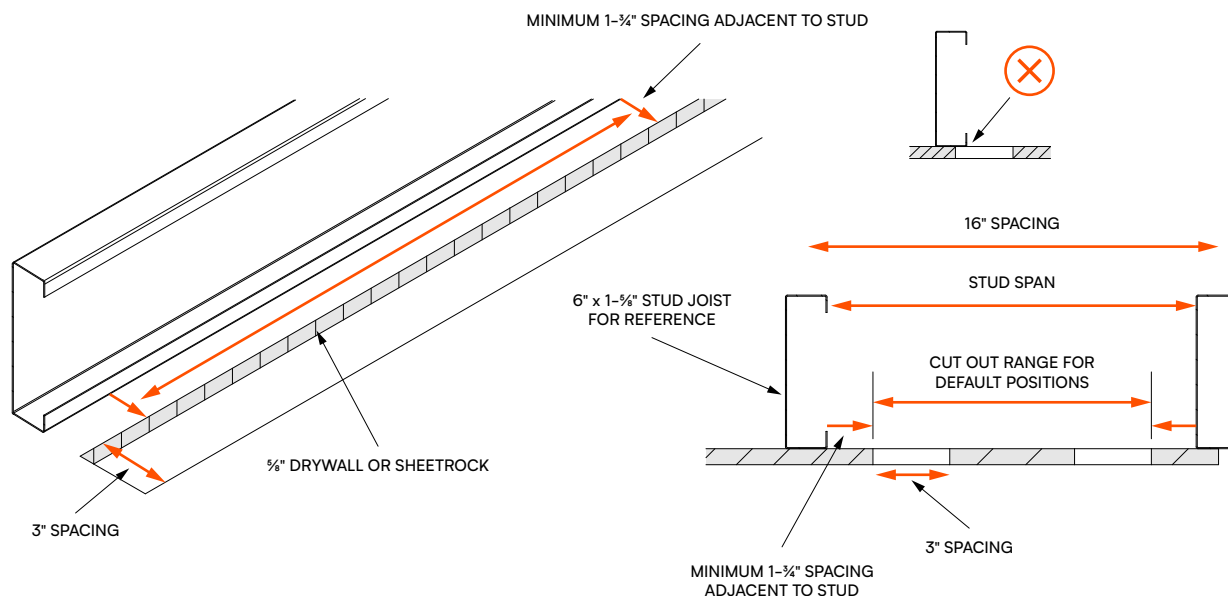 MINIMUM 1-¾" SPACING ADJACENT TO STUD
16" SPACING
STUD SPAN
6" x 1-⅝" STUD JOIST
FOR REFERENCE
CUT OUT RANGE FOR
DEFAULT POSITIONS
⅝" DRYWALL OR SHEETROCK
3" SPACING
3" SPACING
MINIMUM 1-¾" SPACING
ADJACENT TO STUD